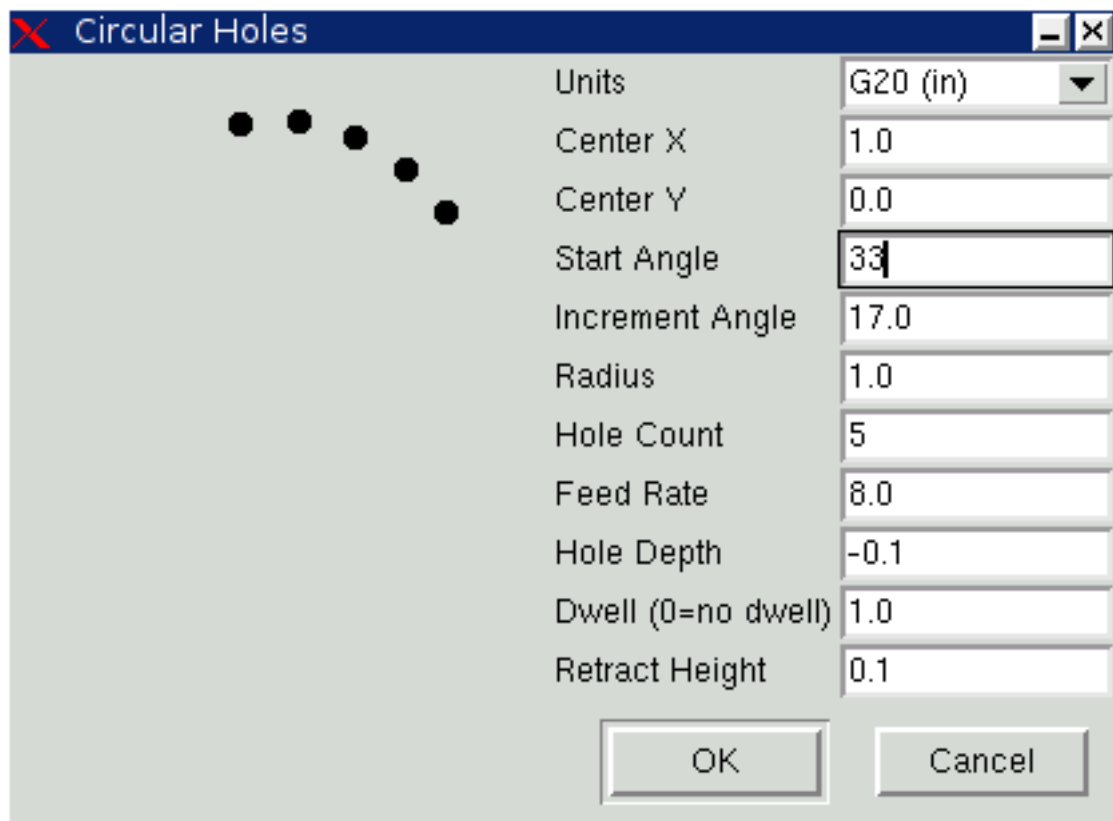 Circular Holes
Units G20 (in)
Center X 1.0
Center Y 0.0
Start Angle 33
Increment Angle 17.0
Radius 1.0
Hole Count 5
Feed Rate 8.0
Hole Depth -0.1
Dwell (0=no dwell) 1.0
Retract Height 0.1
OK Cancel